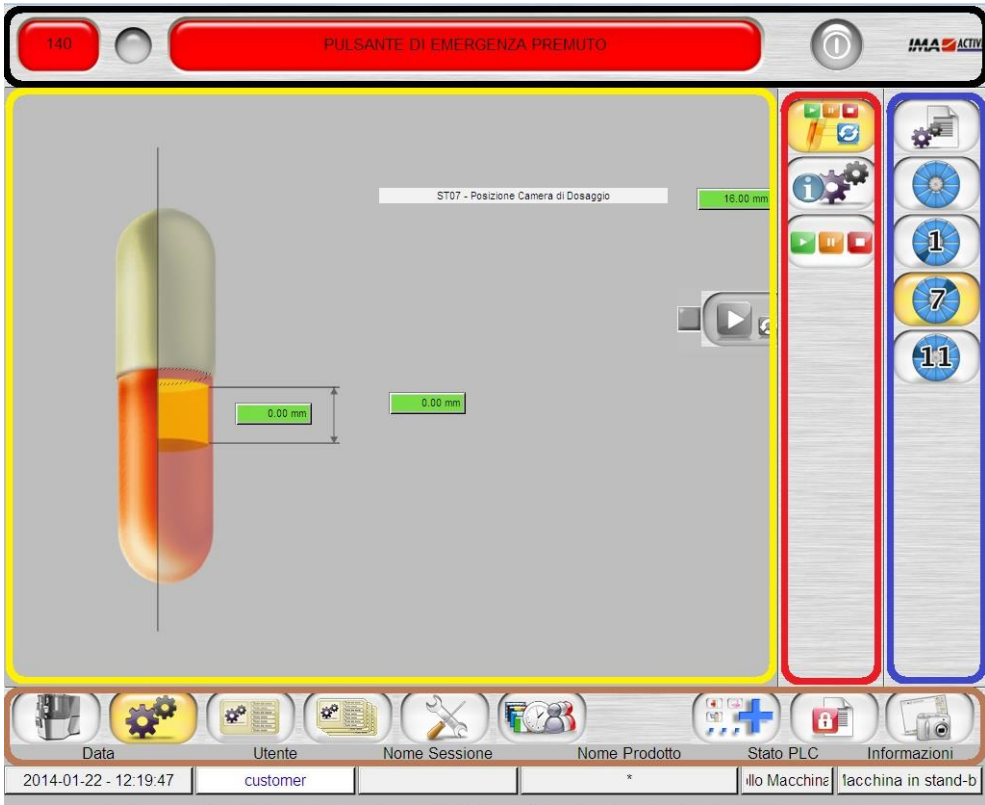 140
PULSANTE DI EMERGENZA PREMUTO
IMA ACTIV
ST07 - Posizione Camera di Dosaggio
16.00 mm
0.00 mm
0.00 mm
1
7
11
Data Utente Nome Sessione Nome Prodotto Stato PLC Informazioni
2014-01-22 - 12:19:47 customer * llo Macchina Macchina in stand-b